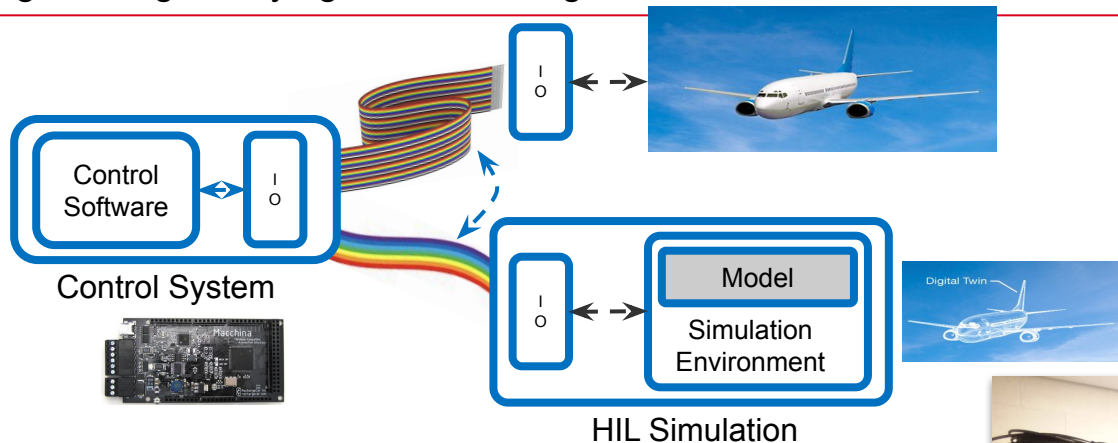 I
O
Control
Software
I
O
Control System
Macchina
I
O
Model
Simulation
Environment
Digital Twin
HIL Simulation